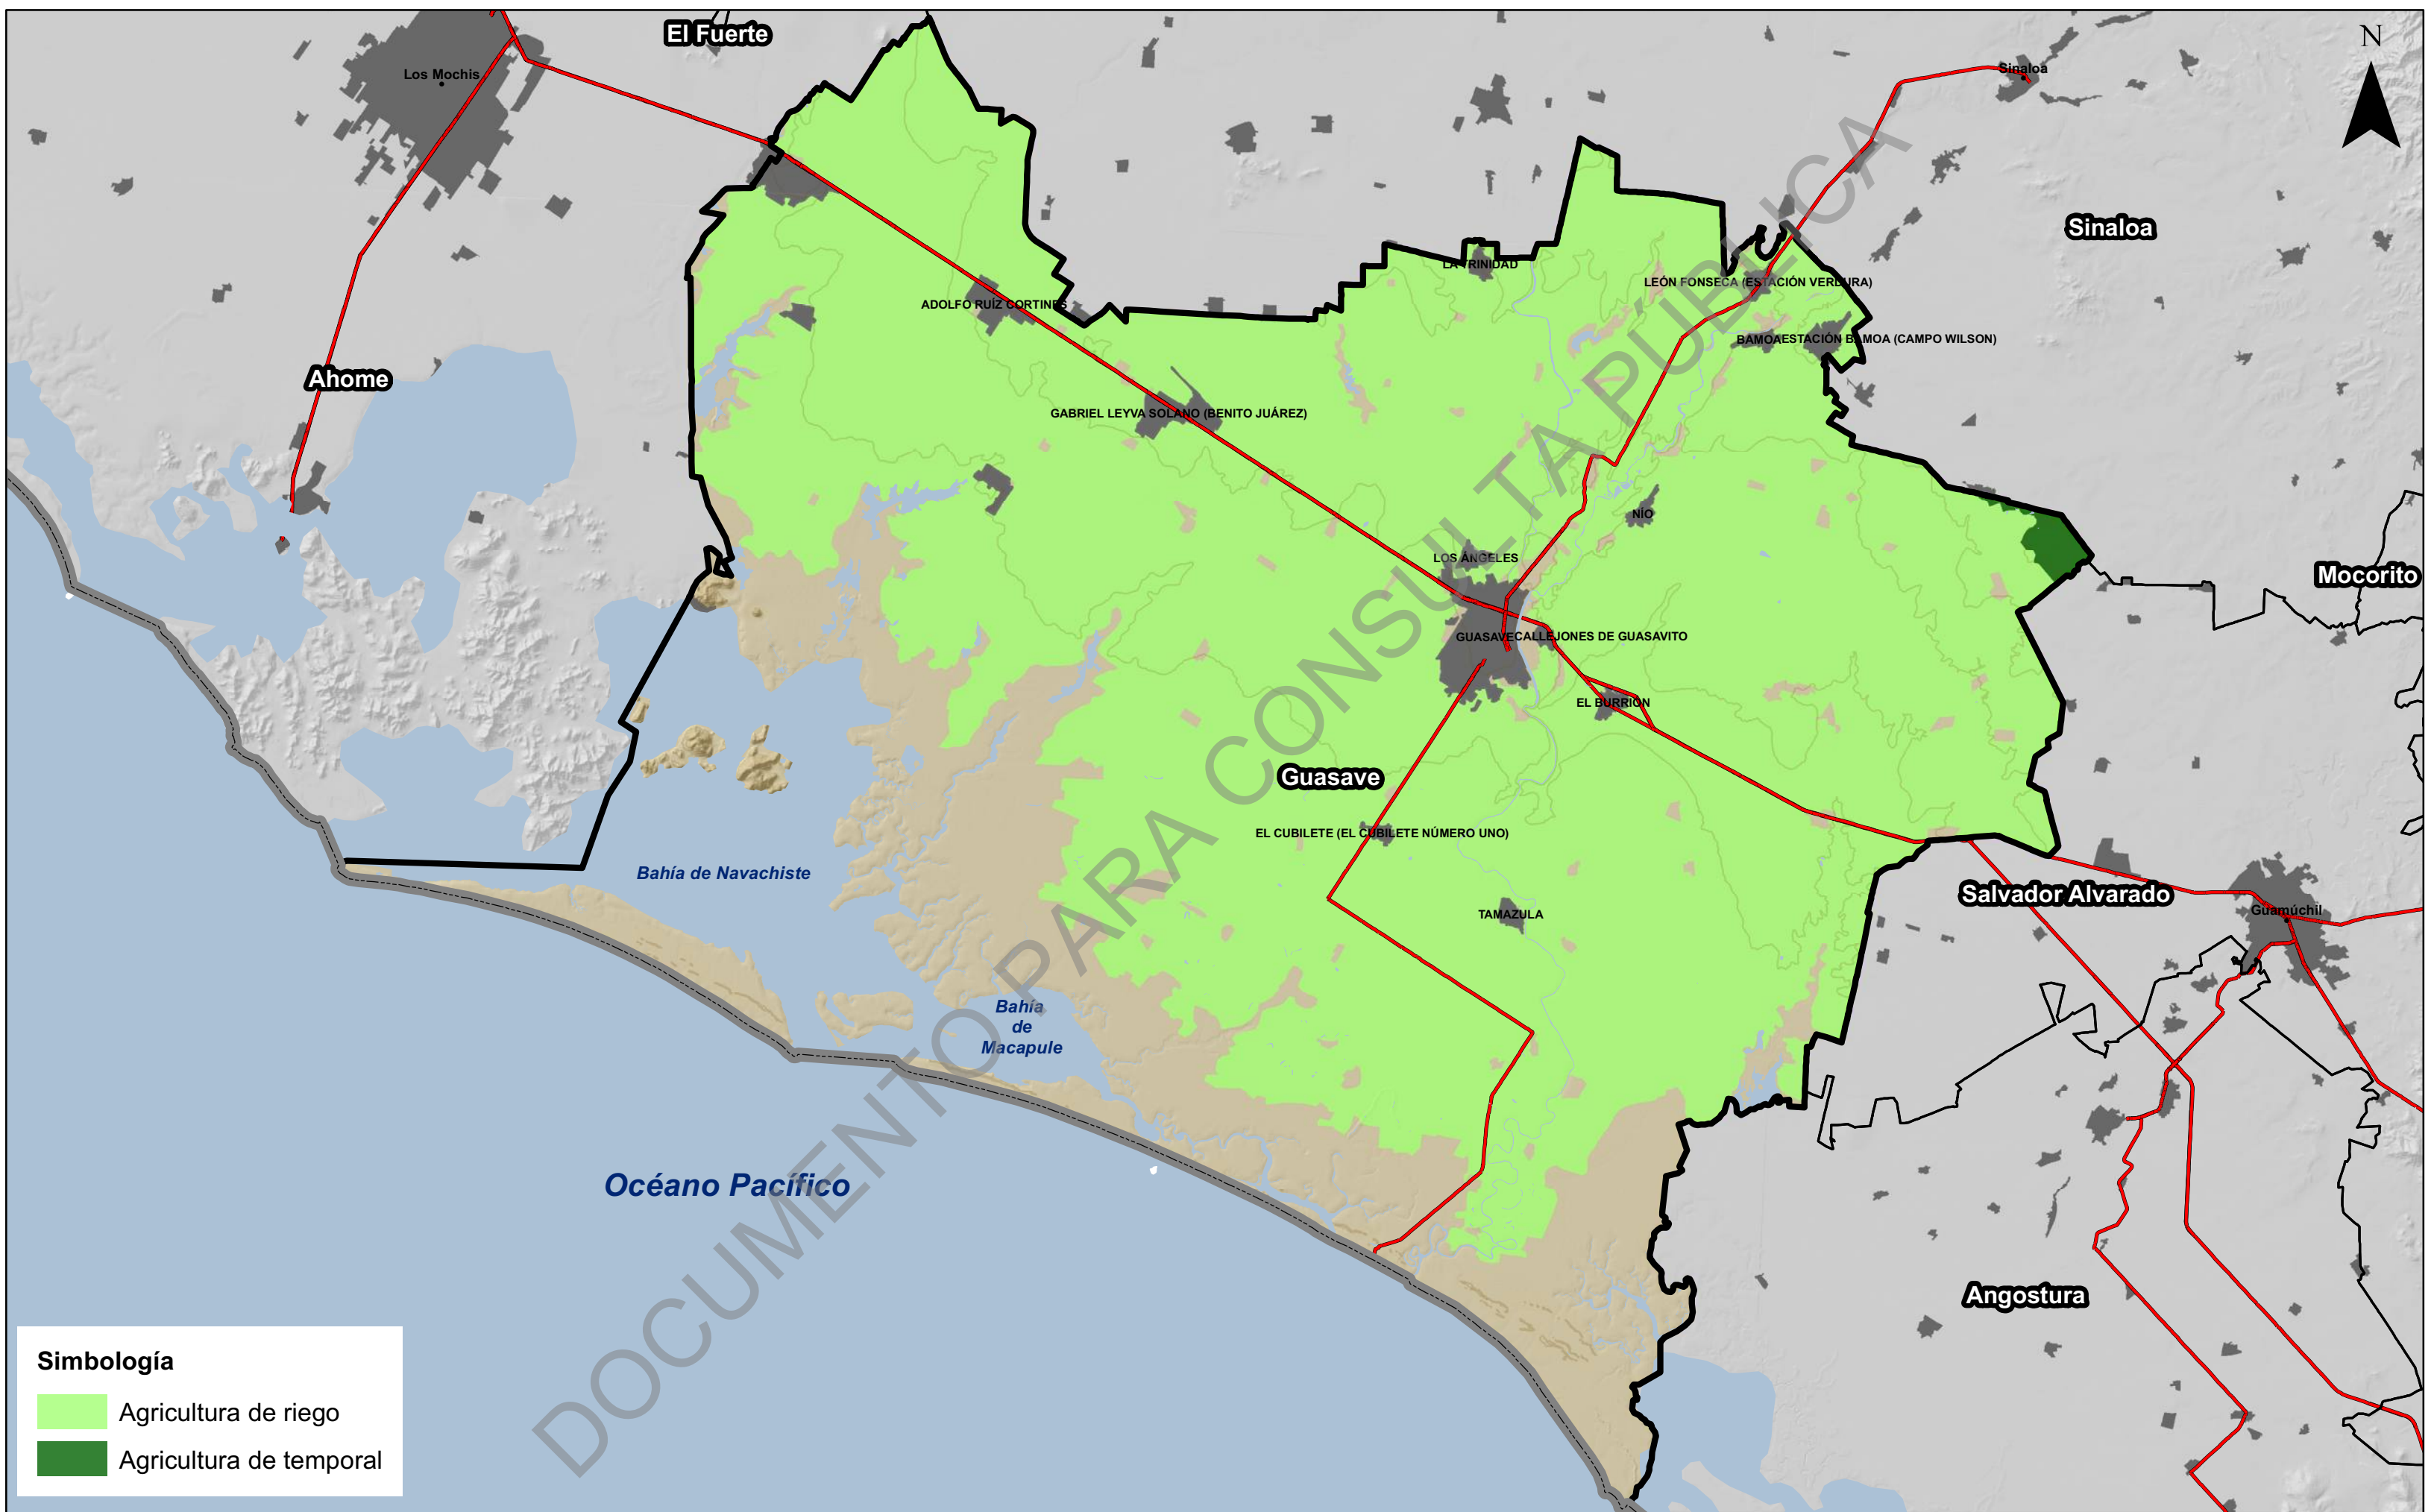 El Fuerte
N
Los Mochis
Sinaloa
Sinaloa
LA TRINIDAD
LEÓN FONSECA (ESTACIÓN VERDURA)
ADOLFO RUÍZ CORTINES
BAMOA
ESTACIÓN BAMOA (CAMPO WILSON)
Ahome
GABRIEL LEYVA SOLANO (BENITO JUÁREZ)
NÍO
LOS ÁNGELES
Mocorito
GUASAVE
CALLEJONES DE GUASAVITO
EL BURRIÓN
Guasave
EL CUBILETE (EL CUBILETE NÚMERO UNO)
Bahía de Navachiste
Salvador Alvarado
Guamúchil
TAMAZULA
Bahía
de
Macapule
Océano Pacífico
Angostura
DOCUMENTO PARA CONSULTA PUBLICA
Simbología
Agricultura de riego
Agricultura de temporal